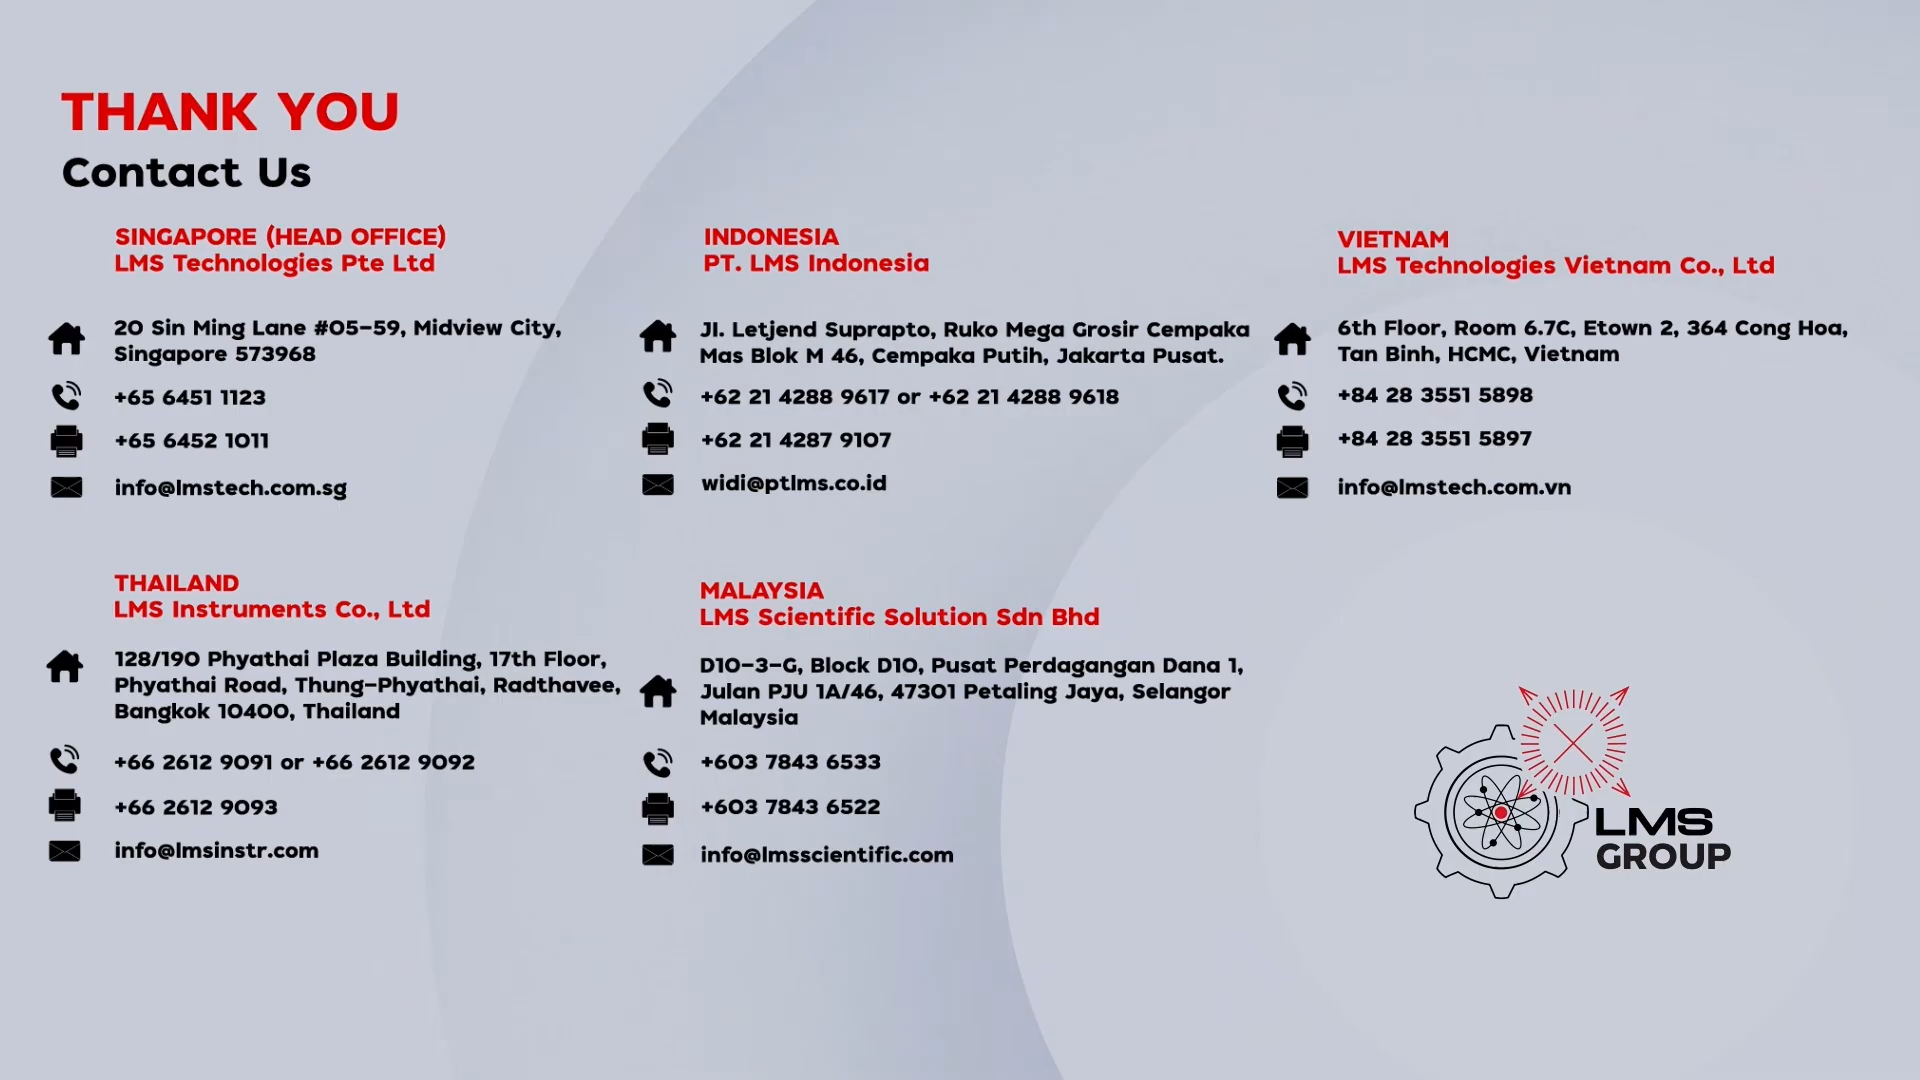 THANK YOU
Contact Us
SINGAPORE (HEAD OFFICE)
LMS Technologies Pte Ltd
20 Sin Ming Lane #05-59, Midview City,
Singapore 573968
+65 6451 1123
+65 6452 1011
info@lmstech.com.sg
INDONESIA
PT. LMS Indonesia
Jl. Letjend Suprapto, Ruko Mega Grosir Cempaka
Mas Blok M 46, Cempaka Putih, Jakarta Pusat.
+62 21 4288 9617 or +62 21 4288 9618
+62 21 4287 9107
widi@ptlms.co.id
VIETNAM
LMS Technologies Vietnam Co., Ltd
6th Floor, Room 6.7C, Etown 2, 364 Cong Hoa,
Tan Binh, HCMC, Vietnam
+84 28 3551 5898
+84 28 3551 5897
info@lmstech.com.vn
THAILAND
LMS Instruments Co., Ltd
128/190 Phyathai Plaza Building, 17th Floor,
Phyathai Road, Thung-Phyathai, Radthavee,
Bangkok 10400, Thailand
+66 2612 9091 or +66 2612 9092
+66 2612 9093
info@lmsinstr.com
MALAYSIA
LMS Scientific Solution Sdn Bhd
D10-3-G, Block D10, Pusat Perdagangan Dana 1,
Julan PJU 1A/46, 47301 Petaling Jaya, Selangor
Malaysia
+603 7843 6533
+603 7843 6522
info@lmsscientific.com
LMS
GROUP